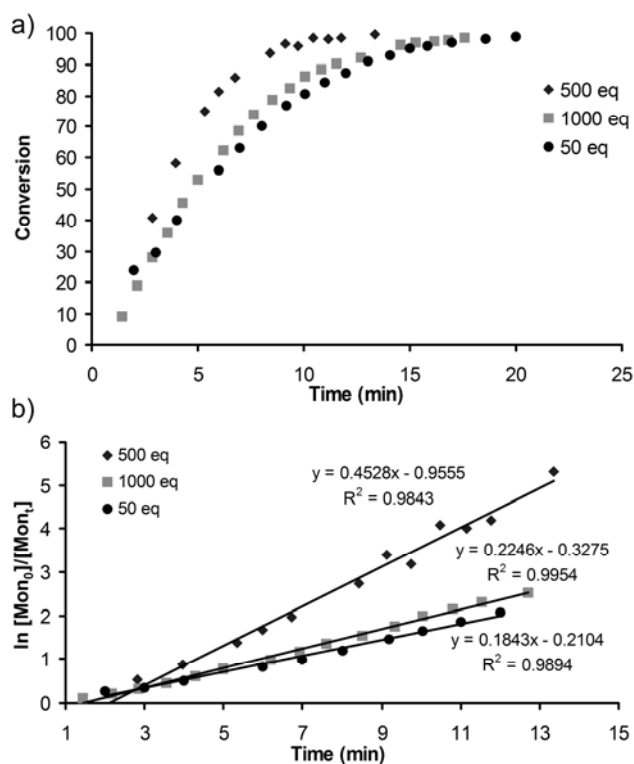 a)
100
90
80
70
60
50
40
30
20
10
0
Conversion
500 eq
1000 eq
50 eq
0 5 10 15 20 25
Time (min)
b)
6
5
4
3
2
1
0
ln [Mon0]/[Mont]
500 eq
1000 eq
50 eq
y = 0.4528x - 0.9555
R² = 0.9843
y = 0.2246x - 0.3275
R² = 0.9954
y = 0.1843x - 0.2104
R² = 0.9894
1 3 5 7 9 11 13 15
Time (min)